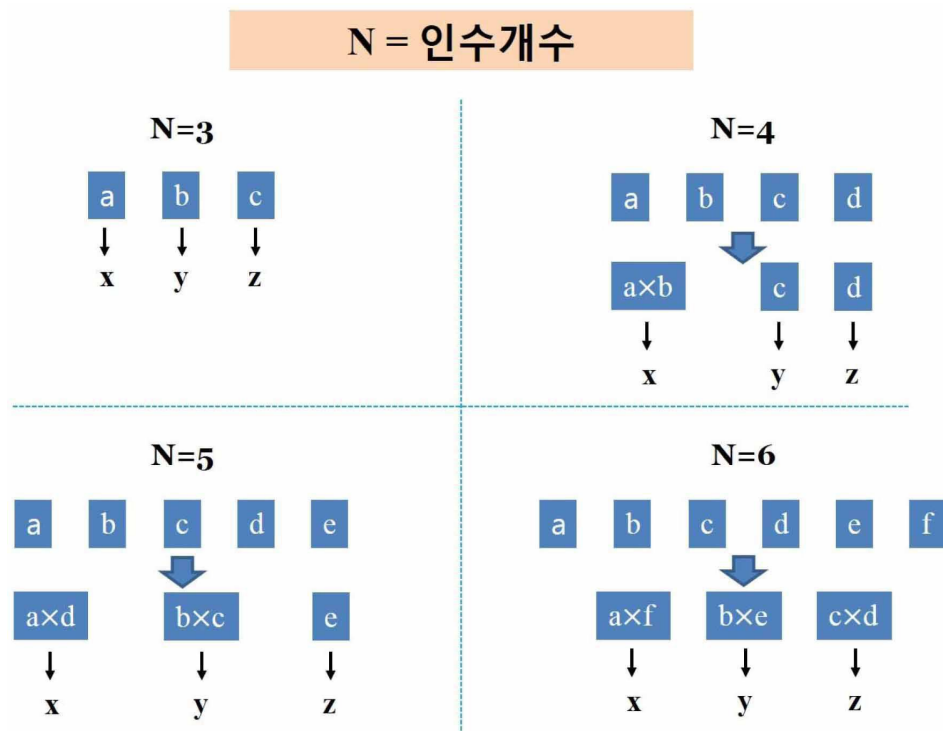 N = 인수개수
N=3
a b c
x y z
N=4
a b c d
a×b c d
x y z
N=5
a b c d e
a×d b×c e
x y z
N=6
a b c d e f
a×f b×e c×d
x y z